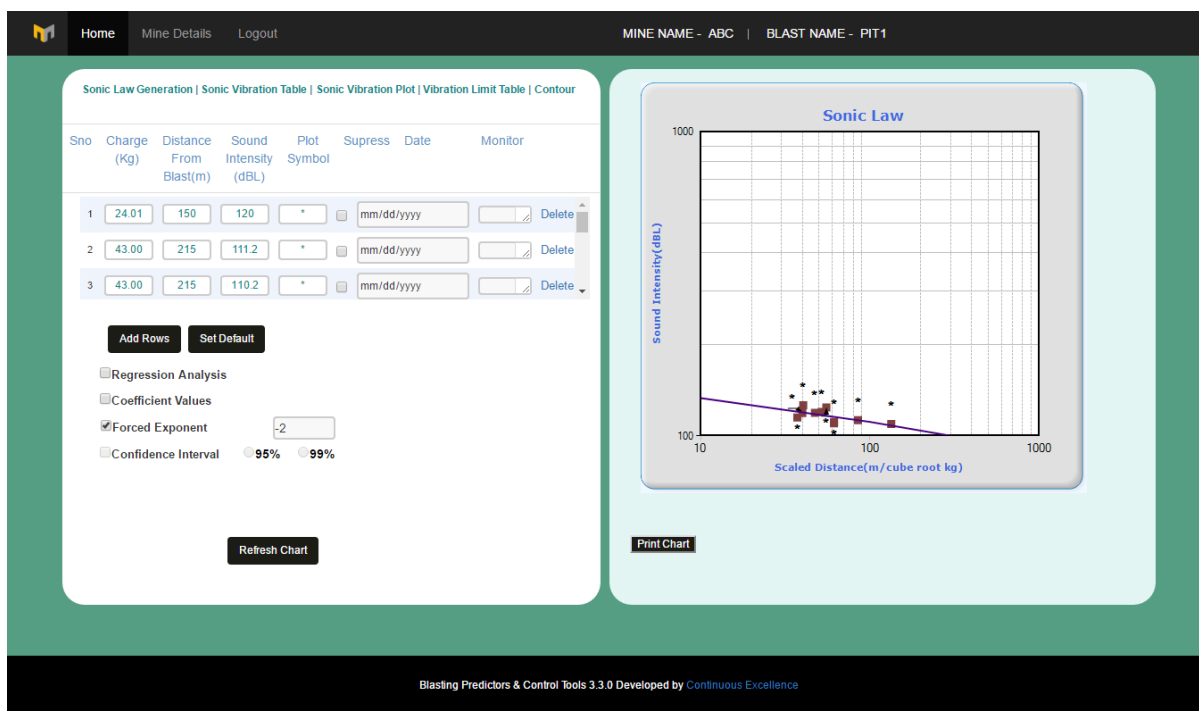 Home Mine Details Logout MINE NAME - ABC | BLAST NAME - PIT1
Sonic Law Generation | Sonic Vibration Table | Sonic Vibration Plot | Vibration Limit Table | Contour
Sno Charge Distance Sound Plot Supress Date Monitor
(Kg) From Intensity Symbol
Blast(m) (dBL)
1 24.01 150 120 * mm/dd/yyyy Delete
2 43.00 215 111.2 * mm/dd/yyyy Delete
3 43.00 215 110.2 * mm/dd/yyyy Delete
Add Rows Set Default
Regression Analysis
Coefficient Values
Forced Exponent -2
Confidence Interval 95% 99%
Refresh Chart
Sonic Law
1000
Sound Intensity(dBL)
100
10 100 1000
Scaled Distance(m/cube root kg)
Print Chart
Blasting Predictors & Control Tools 3.3.0 Developed by Continuous Excellence